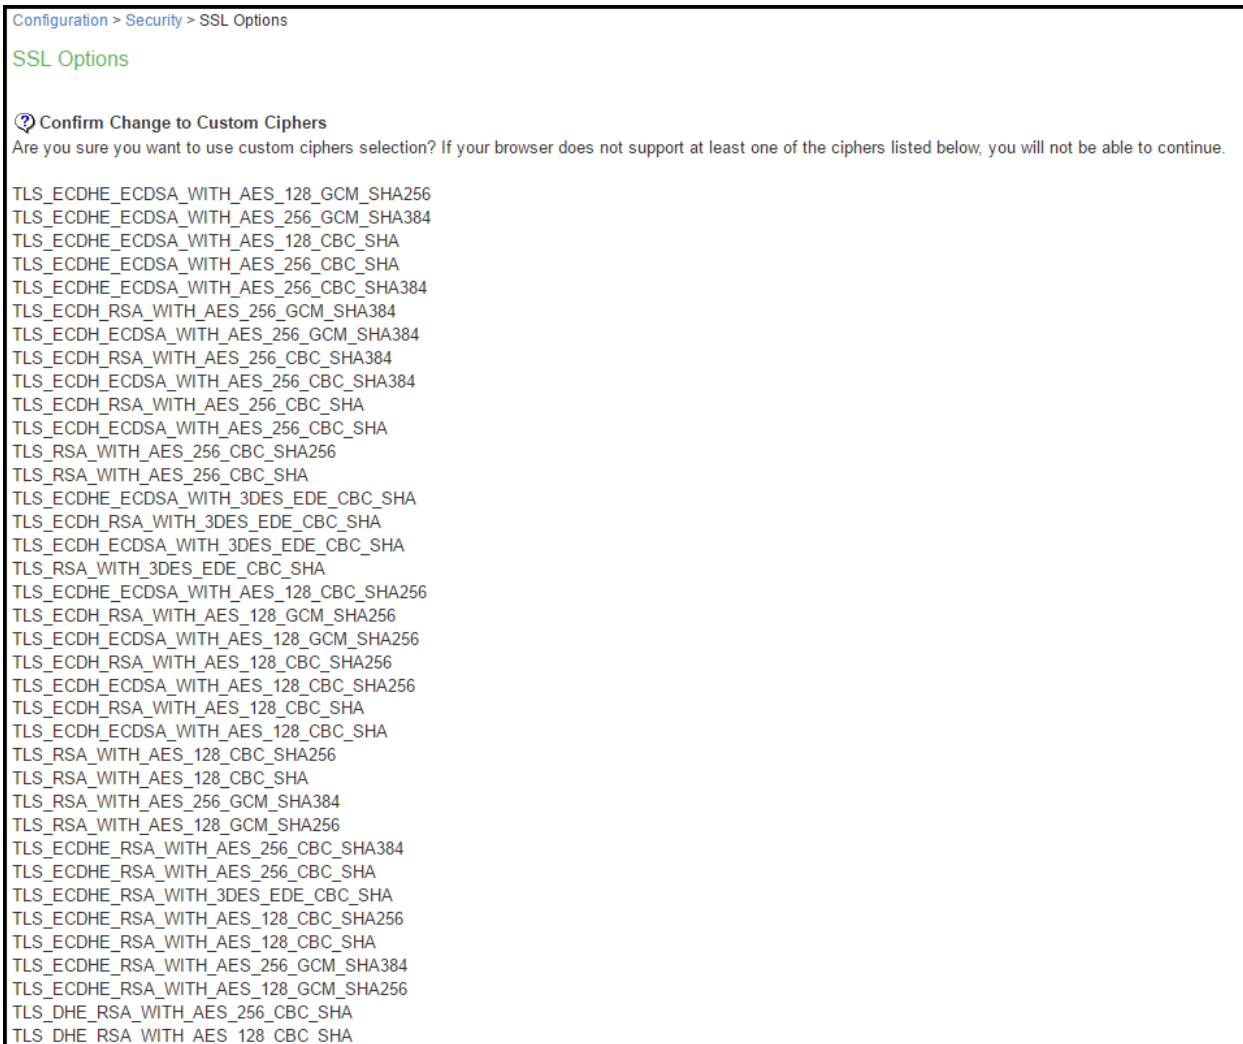 Configuration > Security > SSL Options
SSL Options
Confirm Change to Custom Ciphers
Are you sure you want to use custom ciphers selection? If your browser does not support at least one of the ciphers listed below, you will not be able to continue.
TLS_ECDHE_ECDSA_WITH_AES_128_GCM_SHA256
TLS_ECDHE_ECDSA_WITH_AES_256_GCM_SHA384
TLS_ECDHE_ECDSA_WITH_AES_128_CBC_SHA
TLS_ECDHE_ECDSA_WITH_AES_256_CBC_SHA
TLS_ECDHE_ECDSA_WITH_AES_256_CBC_SHA384
TLS_ECDH_RSA_WITH_AES_256_GCM_SHA384
TLS_ECDH_ECDSA_WITH_AES_256_GCM_SHA384
TLS_ECDH_RSA_WITH_AES_256_CBC_SHA384
TLS_ECDH_ECDSA_WITH_AES_256_CBC_SHA384
TLS_ECDH_RSA_WITH_AES_256_CBC_SHA
TLS_ECDH_ECDSA_WITH_AES_256_CBC_SHA
TLS_RSA_WITH_AES_256_CBC_SHA256
TLS_RSA_WITH_AES_256_CBC_SHA
TLS_ECDHE_ECDSA_WITH_3DES_EDE_CBC_SHA
TLS_ECDH_RSA_WITH_3DES_EDE_CBC_SHA
TLS_ECDH_ECDSA_WITH_3DES_EDE_CBC_SHA
TLS_RSA_WITH_3DES_EDE_CBC_SHA
TLS_ECDHE_ECDSA_WITH_AES_128_CBC_SHA256
TLS_ECDH_RSA_WITH_AES_128_GCM_SHA256
TLS_ECDH_ECDSA_WITH_AES_128_GCM_SHA256
TLS_ECDH_RSA_WITH_AES_128_CBC_SHA256
TLS_ECDH_ECDSA_WITH_AES_128_CBC_SHA256
TLS_ECDH_RSA_WITH_AES_128_CBC_SHA
TLS_ECDH_ECDSA_WITH_AES_128_CBC_SHA
TLS_RSA_WITH_AES_128_CBC_SHA256
TLS_RSA_WITH_AES_128_CBC_SHA
TLS_RSA_WITH_AES_256_GCM_SHA384
TLS_RSA_WITH_AES_128_GCM_SHA256
TLS_ECDHE_RSA_WITH_AES_256_CBC_SHA384
TLS_ECDHE_RSA_WITH_AES_256_CBC_SHA
TLS_ECDHE_RSA_WITH_3DES_EDE_CBC_SHA
TLS_ECDHE_RSA_WITH_AES_128_CBC_SHA256
TLS_ECDHE_RSA_WITH_AES_128_CBC_SHA
TLS_ECDHE_RSA_WITH_AES_256_GCM_SHA384
TLS_ECDHE_RSA_WITH_AES_128_GCM_SHA256
TLS_DHE_RSA_WITH_AES_256_CBC_SHA
TLS_DHE_RSA_WITH_AES_128_CBC_SHA